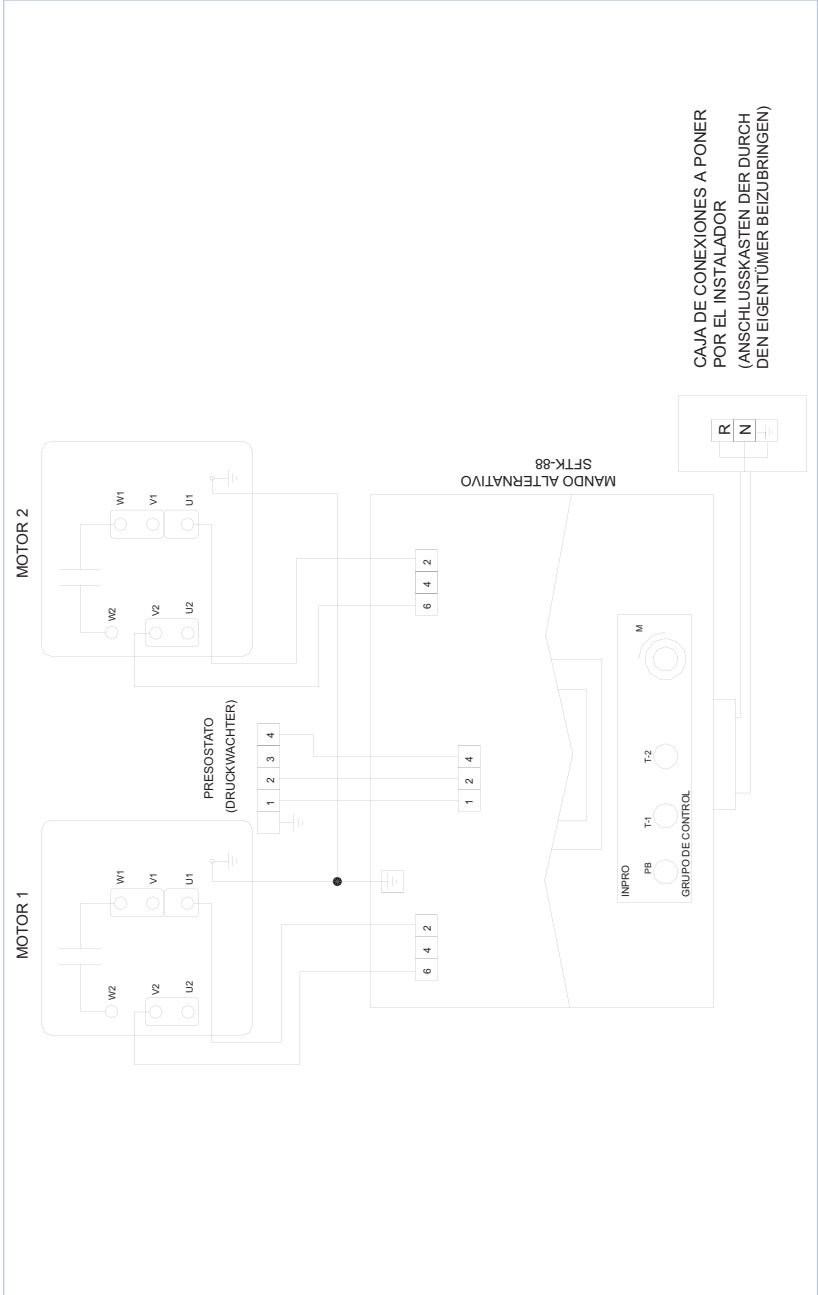 MOTOR 1
W2
V2
U2
W1
V1
U1
MOTOR 2
W2
V2
U2
W1
V1
U1
PRESOSTATO
(DRUCKWACHTER)
1
2
3
4
6
4
2
1
2
4
6
4
2
MANDO ALTERNATIVO
SFTK-88
INPRO
PB
T-1
T-2
M
GRUPO DE CONTROL
R
N
CAJA DE CONEXIONES A PONER
POR EL INSTALADOR
(ANSCHLUSSKASTEN DER DURCH
DEN EIGENTÜMER BEIZUBRINGEN)